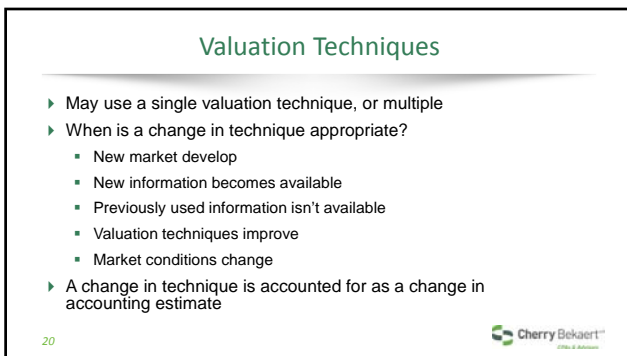 Valuation Techniques
May use a single valuation technique, or multiple
When is a change in technique appropriate?
New market develop
New information becomes available
Previously used information isn't available
Valuation techniques improve
Market conditions change
A change in technique is accounted for as a change in
accounting estimate
20
Cherry Bekaert
CPAs & Advisors